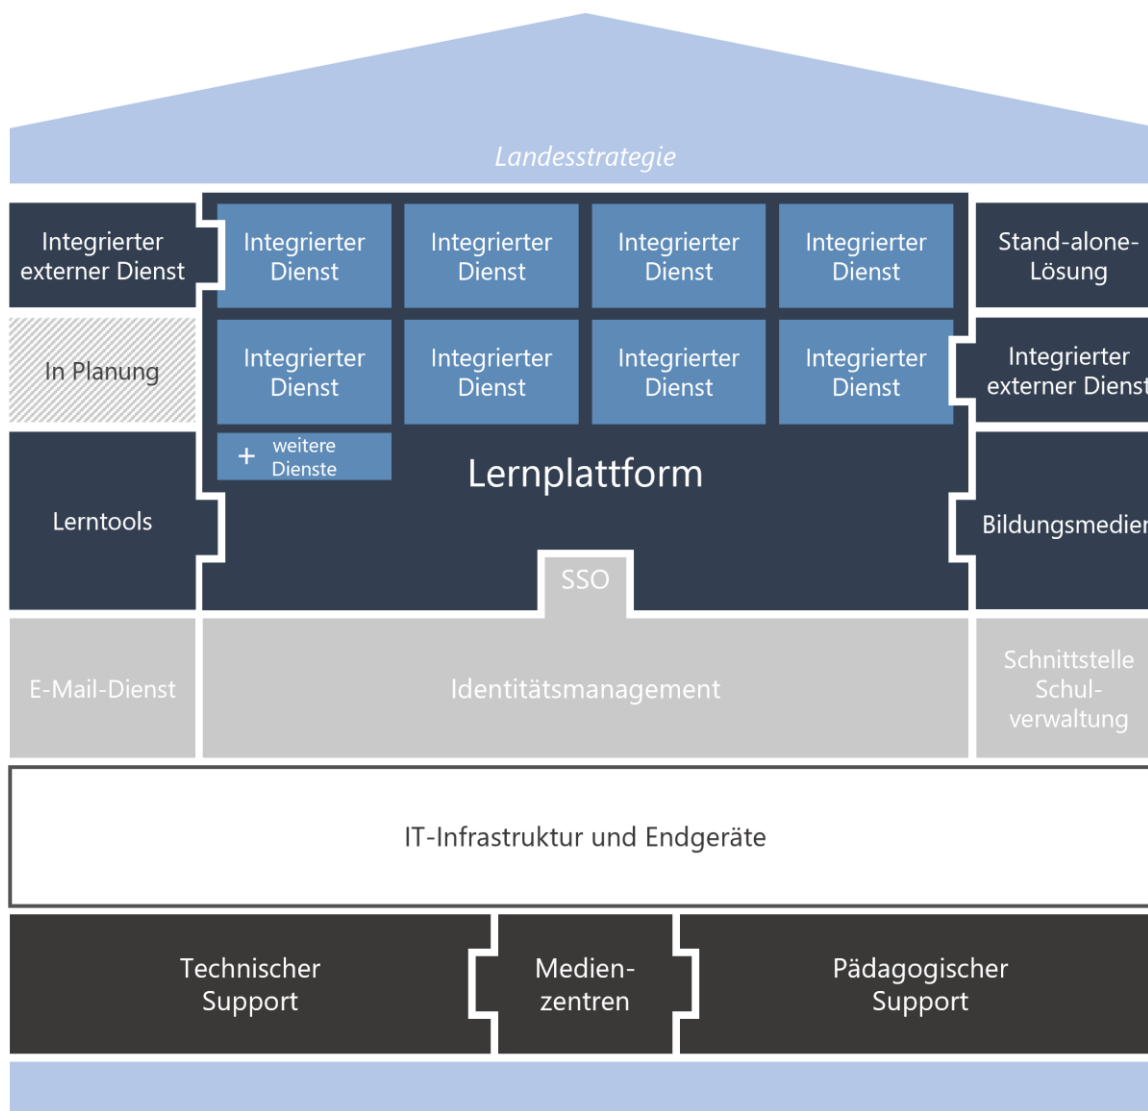 Landesstrategie
Integrierter
externer Dienst
Integrierter
Dienst
Integrierter
Dienst
Integrierter
Dienst
Integrierter
Dienst
Stand-alone-
Lösung
In Planung
Integrierter
Dienst
Integrierter
Dienst
Integrierter
Dienst
Integrierter
Dienst
Integrierter
externer Dienst
+ weitere
Dienste
Lernplattform
Lerntools
Bildungsmedien
SSO
E-Mail-Dienst
Identitätsmanagement
Schnittstelle
Schul-
verwaltung
IT-Infrastruktur und Endgeräte
Technischer
Support
Medien-
zentren
Pädagogischer
Support